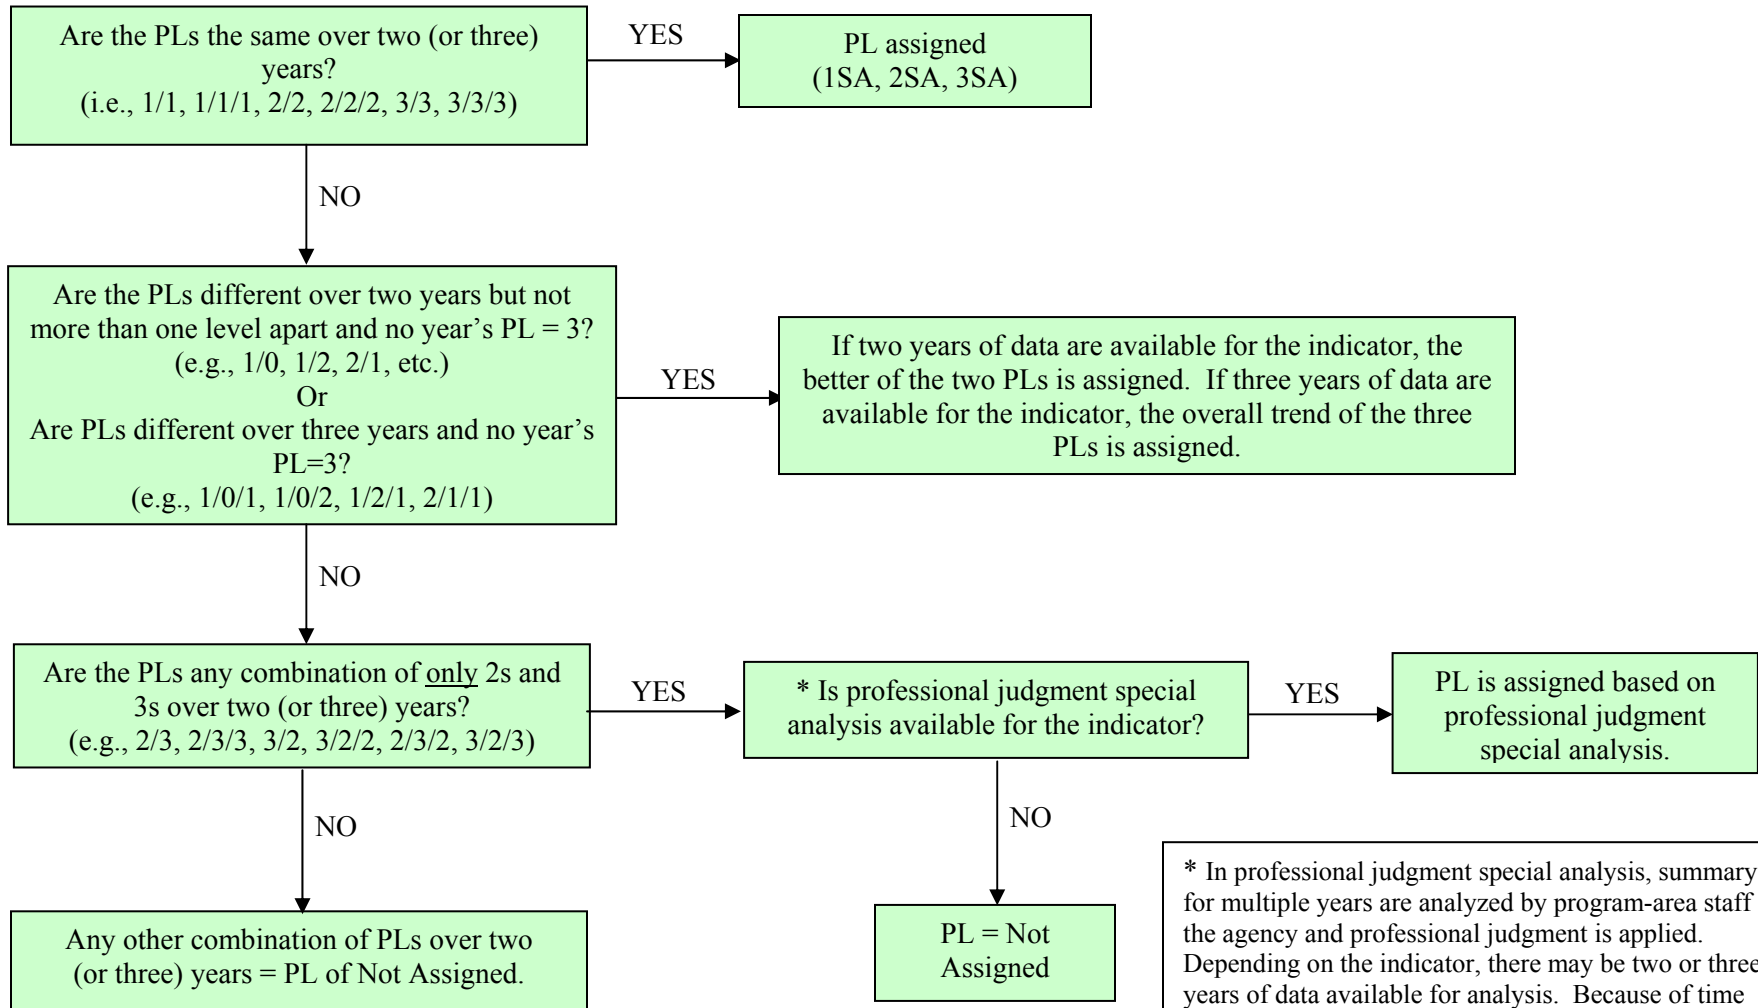 Are the PLs the same over two (or three)
years?
(i.e., 1/1, 1/1/1, 2/2, 2/2/2, 3/3, 3/3/3)
YES
PL assigned
(1SA, 2SA, 3SA)
NO
Are the PLs different over two years but not
more than one level apart and no year’s PL = 3?
(e.g., 1/0, 1/2, 2/1, etc.)
Or
Are PLs different over three years and no year’s
PL=3?
(e.g., 1/0/1, 1/0/2, 1/2/1, 2/1/1)
YES
If two years of data are available for the indicator, the
better of the two PLs is assigned. If three years of data are
available for the indicator, the overall trend of the three
PLs is assigned.
NO
Are the PLs any combination of only 2s and
3s over two (or three) years?
(e.g., 2/3, 2/3/3, 3/2, 3/2/2, 2/3/2, 3/2/3)
YES
* Is professional judgment special
analysis available for the indicator?
YES
PL is assigned based on
professional judgment
special analysis.
NO
Any other combination of PLs over two
(or three) years = PL of Not Assigned.
NO
PL = Not
Assigned
* In professional judgment special analysis, summary
for multiple years are analyzed by program-area staff
the agency and professional judgment is applied.
Depending on the indicator, there may be two or three
years of data available for analysis. Because of time